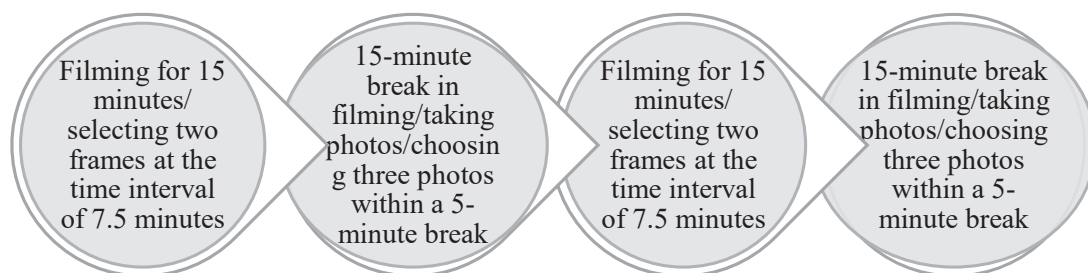 Filming for 15
minutes/
selecting two
frames at the
time interval
of 7.5 minutes
15-minute
break in
filming/taking
photos/choosin
g three photos
within a 5-
minute break
Filming for 15
minutes/
selecting two
frames at the
time interval
of 7.5 minutes
15-minute break
in filming/taking
photos/choosing
three photos
within a 5-
minute break